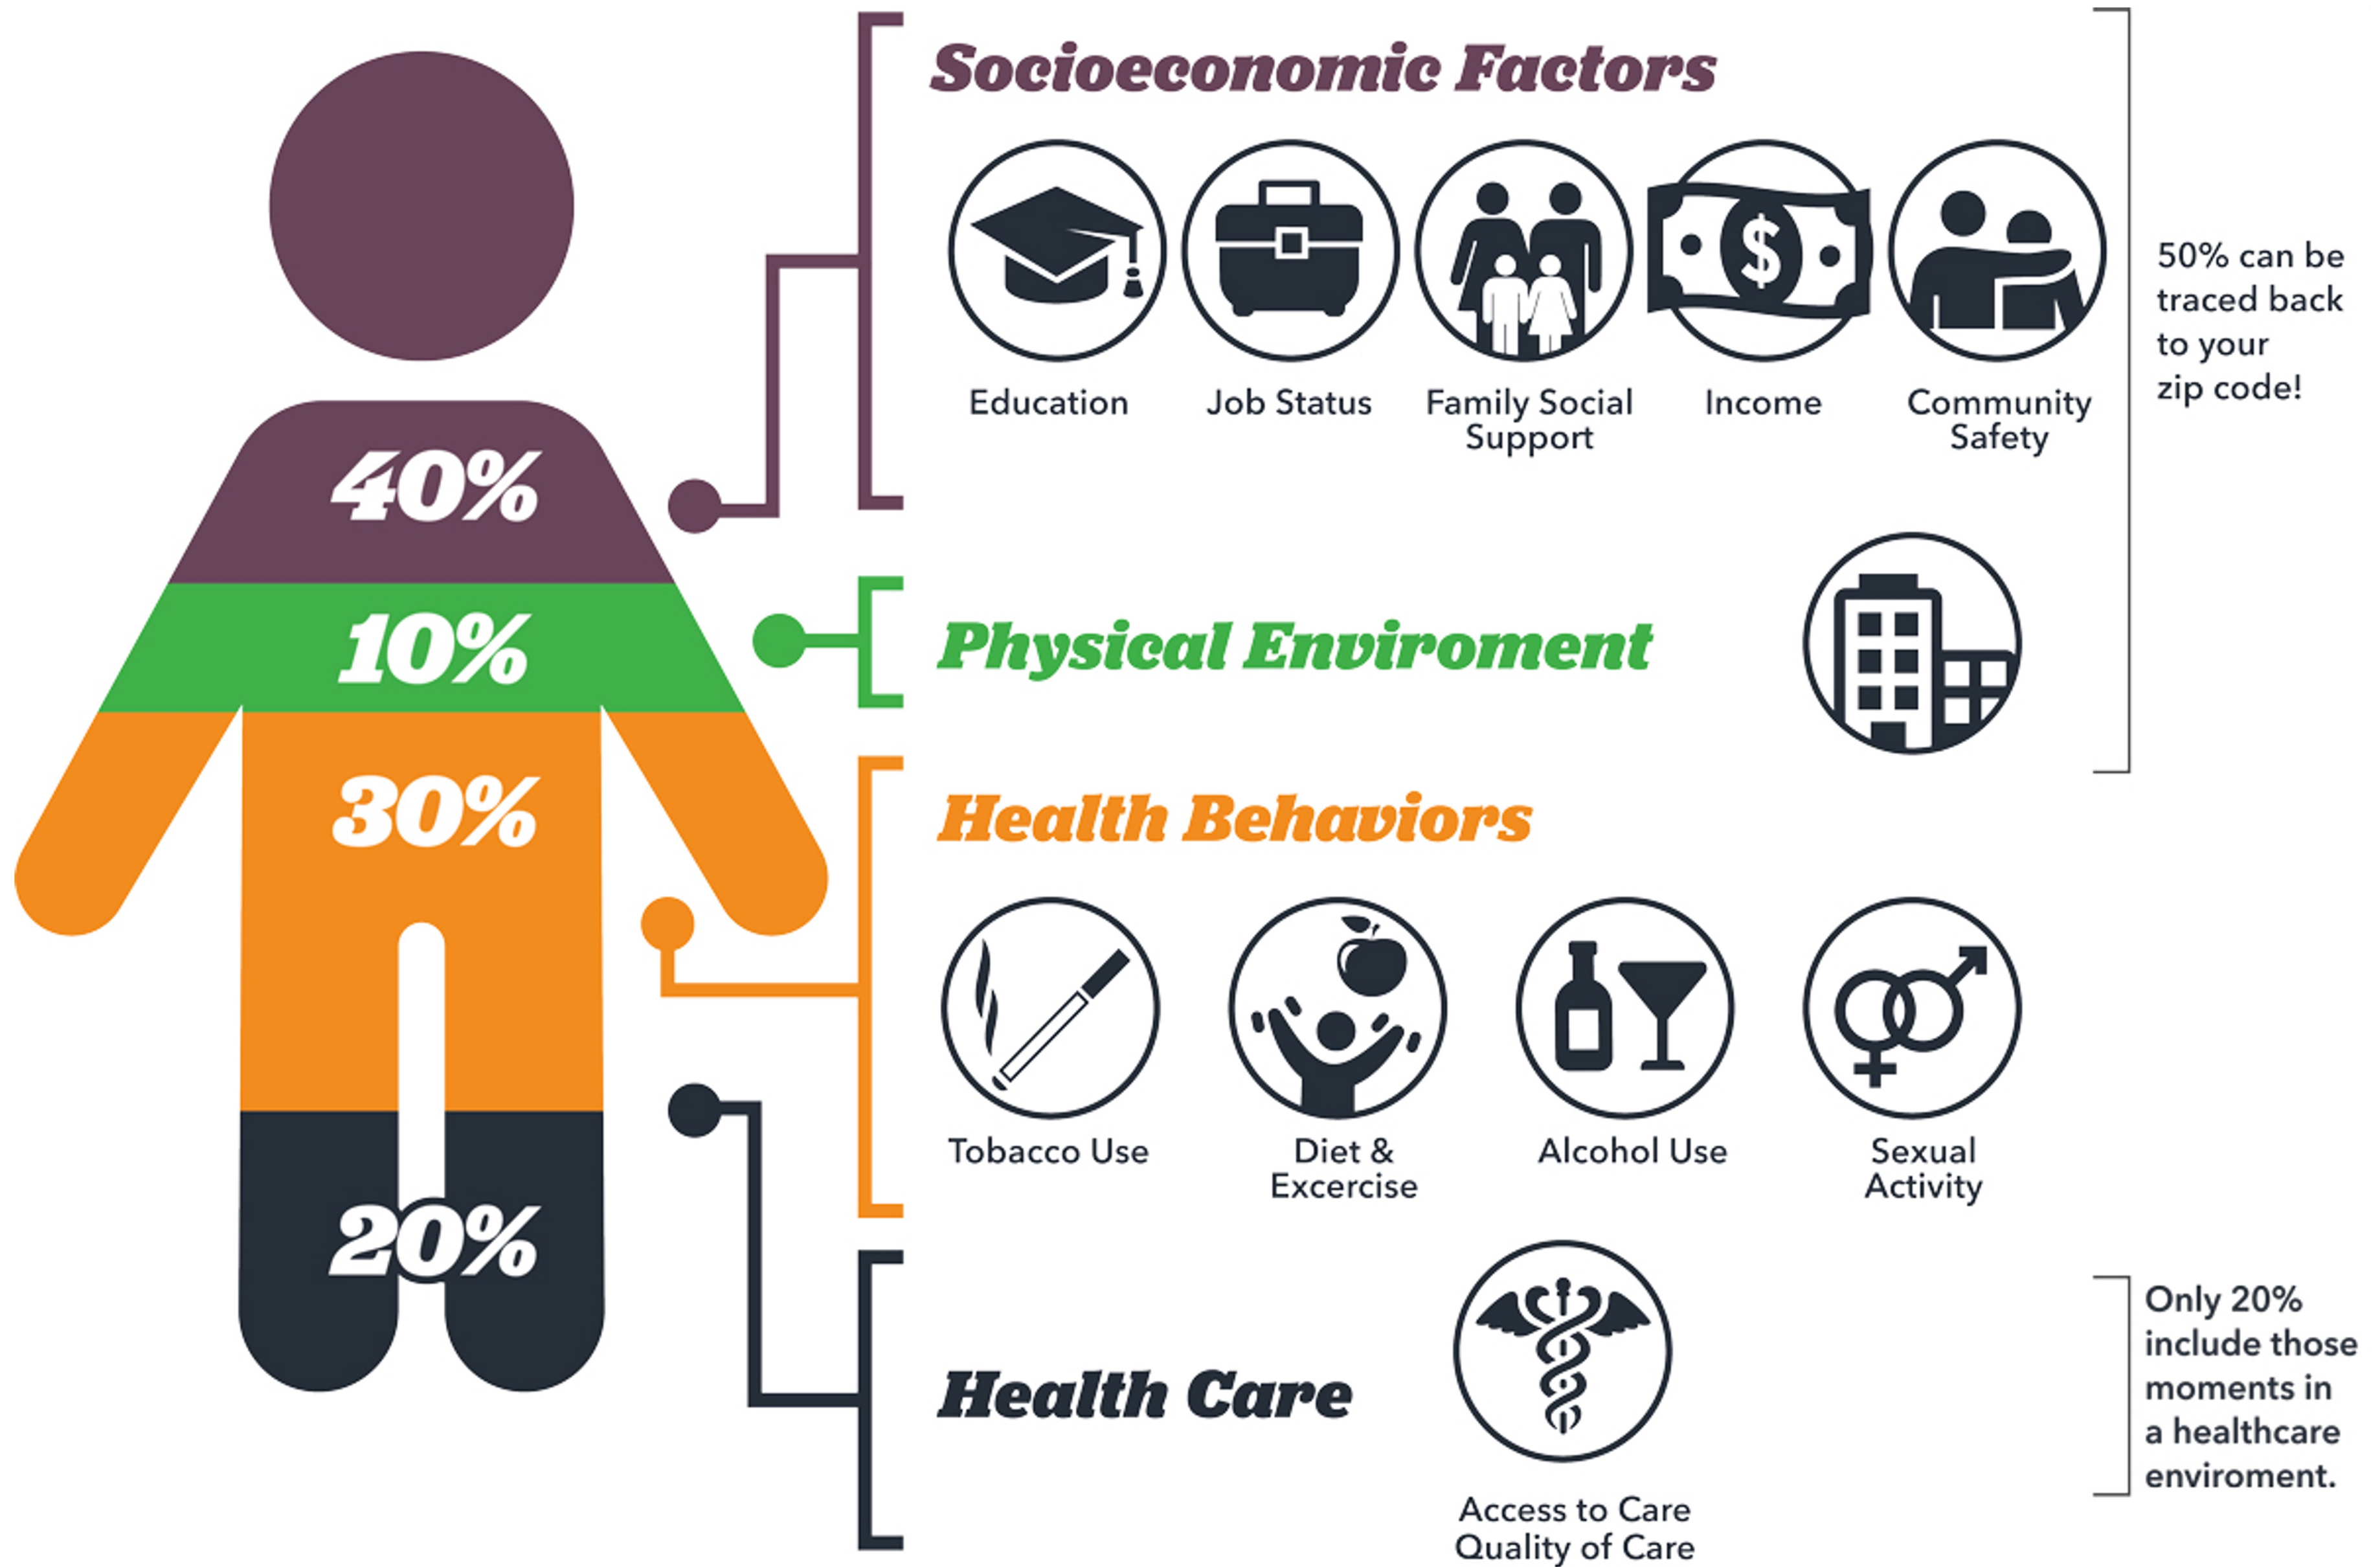 Socioeconomic Factors
Education
Job Status
Family Social
Support
Income
$
Community
Safety
50% can be
traced back
to your
zip code!
40%
10%
Physical Enviroment
30%
Health Behaviors
Tobacco Use
Diet &
Excercise
Alcohol Use
Sexual
Activity
20%
Health Care
Access to Care
Quality of Care
Only 20%
include those
moments in
a healthcare
enviroment.